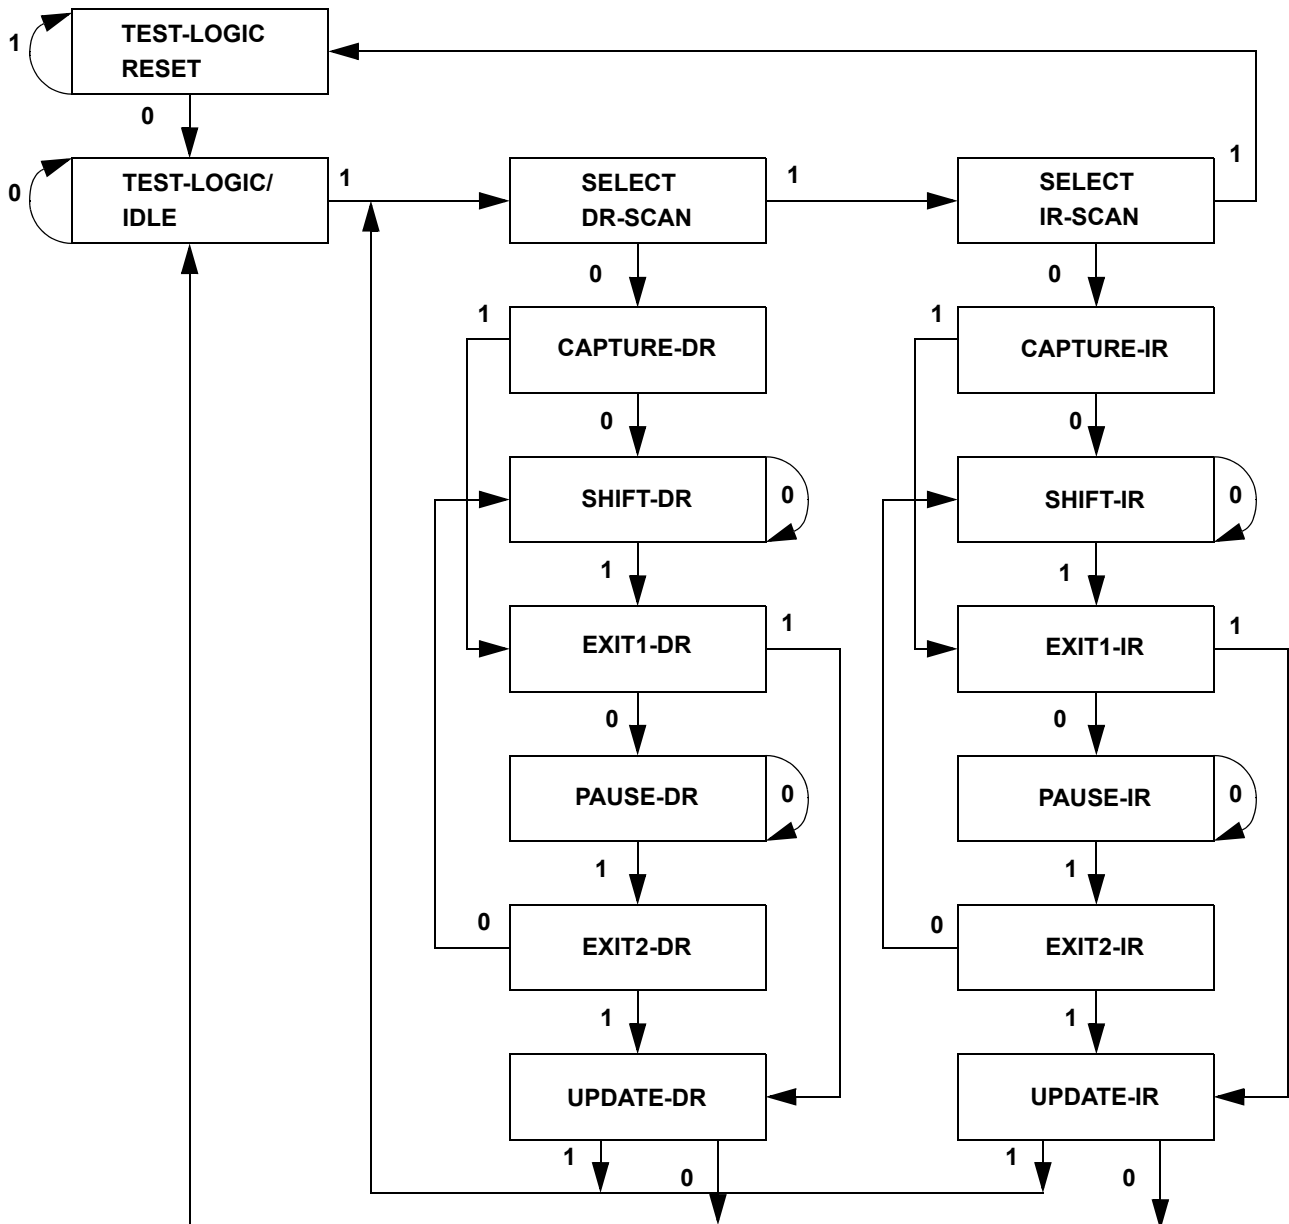 1
TEST-LOGIC
RESET
0
0
TEST-LOGIC/
IDLE
1
SELECT
DR-SCAN
1
SELECT
IR-SCAN
1
0
0
1
CAPTURE-DR
1
CAPTURE-IR
0
0
SHIFT-DR
0
SHIFT-IR
0
1
1
EXIT1-DR
1
EXIT1-IR
1
0
0
PAUSE-DR
0
PAUSE-IR
0
1
1
0
EXIT2-DR
0
EXIT2-IR
1
1
UPDATE-DR
UPDATE-IR
1
0
1
0